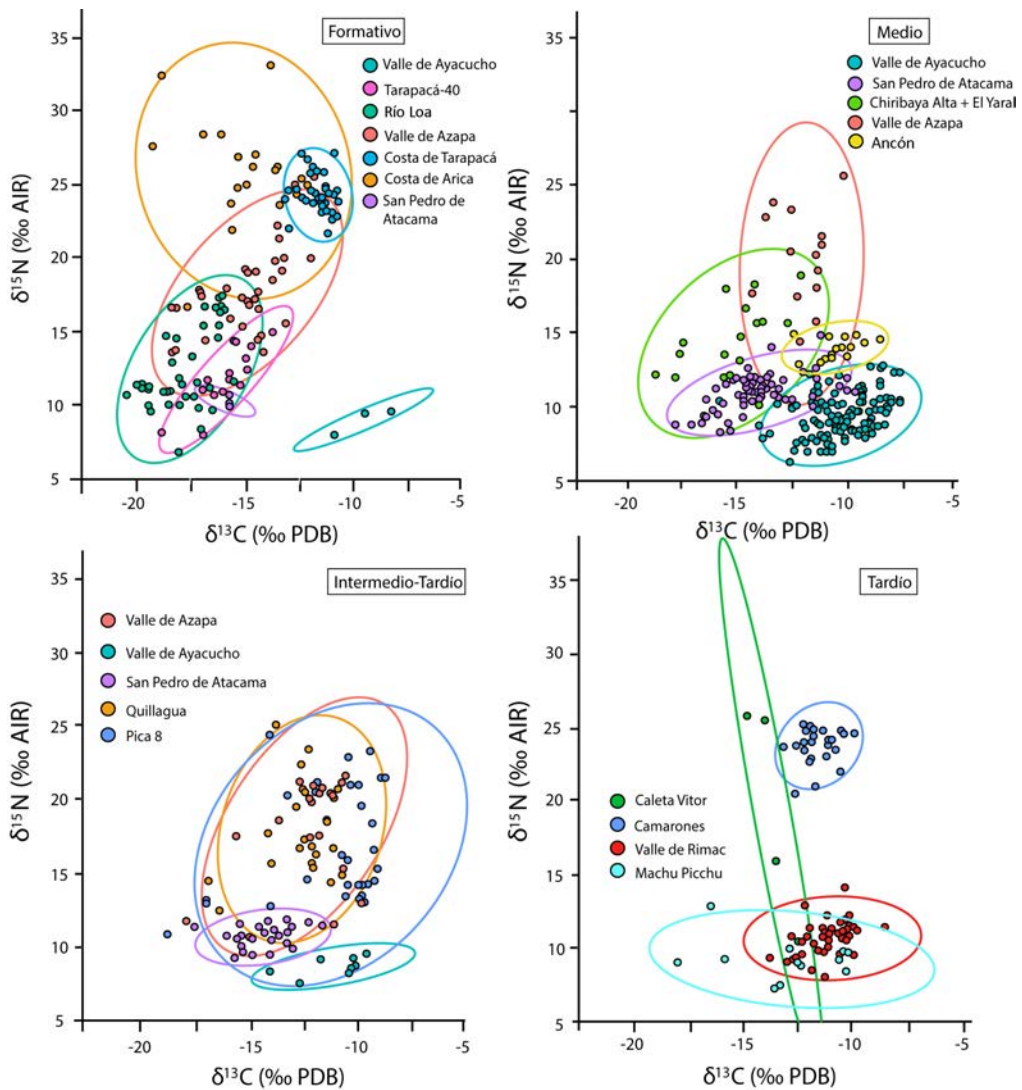 Formativo
Valle de Ayacucho
Tarapacá-40
Río Loa
Valle de Azapa
Costa de Tarapacá
Costa de Arica
San Pedro de
Atacama
35
30
25
20
15
10
5
δ¹⁵N (‰ AIR)
-20
-15
-10
-5
δ¹³C (‰ PDB)
Medio
Valle de Ayacucho
San Pedro de Atacama
Chiribaya Alta + El Yaral
Valle de Azapa
Ancón
35
30
25
20
15
10
5
δ¹⁵N (‰ AIR)
-20
-15
-10
-5
δ¹³C (‰ PDB)
Intermedio-Tardío
Valle de Azapa
Valle de Ayacucho
San Pedro de Atacama
Quillagua
Pica 8
35
30
25
20
15
10
5
δ¹⁵N (‰ AIR)
-20
-15
-10
-5
δ¹³C (‰ PDB)
Tardío
Caleta Vitor
Camarones
Valle de Rimac
Machu Picchu
35
30
25
20
15
10
5
δ¹⁵N (‰ AIR)
-20
-15
-10
-5
δ¹³C (‰ PDB)